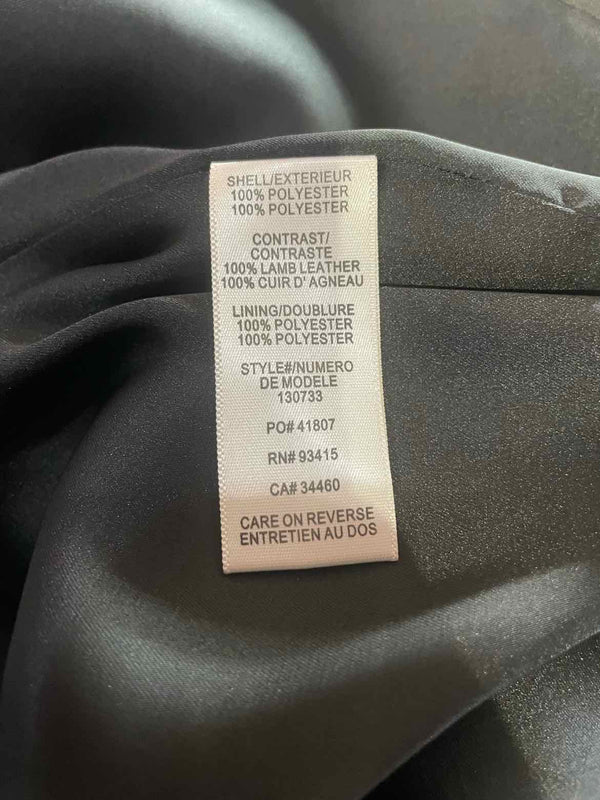 SHELL/EXTERIEUR
100% POLYESTER
100% POLYESTER
CONTRAST/
CONTRASTE
100% LAMB LEATHER
100% CUIR D' AGNEAU
LINING/DOUBLURE
100% POLYESTER
100% POLYESTER
STYLE#/NUMERO
DE MODELE
130733
PO# 41807
RN# 93415
CA# 34460
CARE ON REVERSE
ENTRETIEN AU DOS